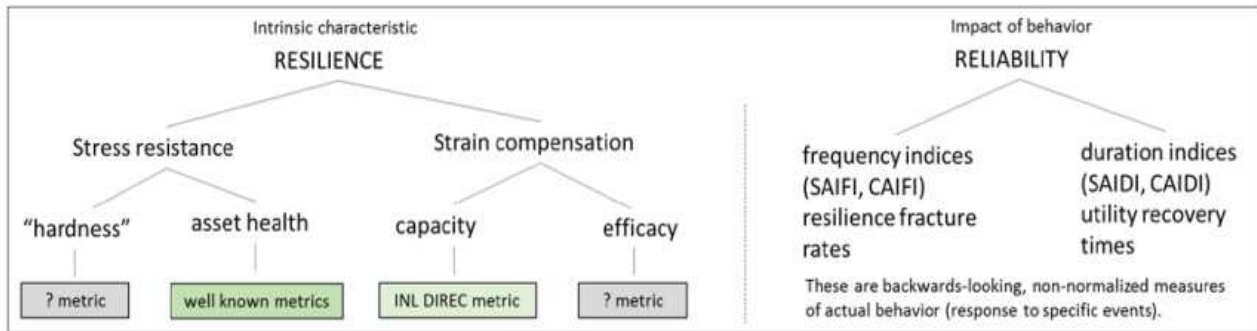 Intrinsic characteristic
RESILIENCE
Stress resistance
Strain compensation
“hardness”
asset health
capacity
efficacy
? metric
well known metrics
INL DIREC metric
? metric
Impact of behavior
RELIABILITY
frequency indices
(SAIFI, CAIFI)
resilience fracture
rates
duration indices
(SAIDI, CAIDI)
utility recovery
times
These are backwards-looking, non-normalized measures
of actual behavior (response to specific events).